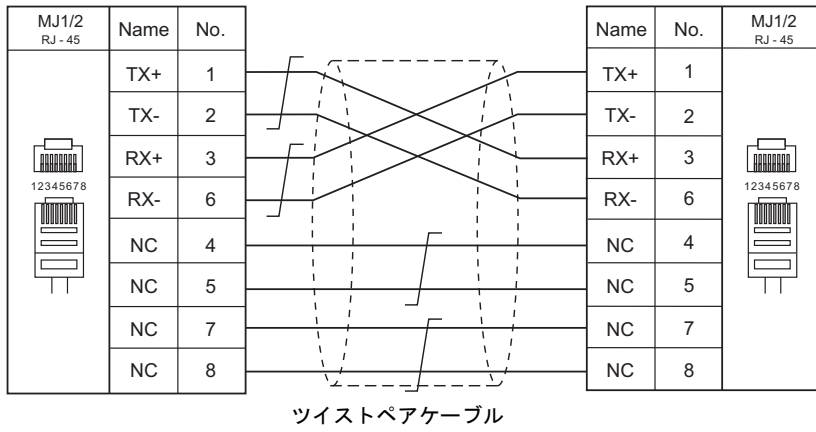 MJ1/2 Name No. Name No. MJ1/2
RJ - 45 RJ - 45
TX+ 1 TX+ 1
TX- 2 TX- 2
RX+ 3 RX+ 3
12345678 RX- 6 RX- 6 12345678
NC 4 NC 4
NC 5 NC 5
NC 7 NC 7
NC 8 NC 8
ツイストペアケーブル